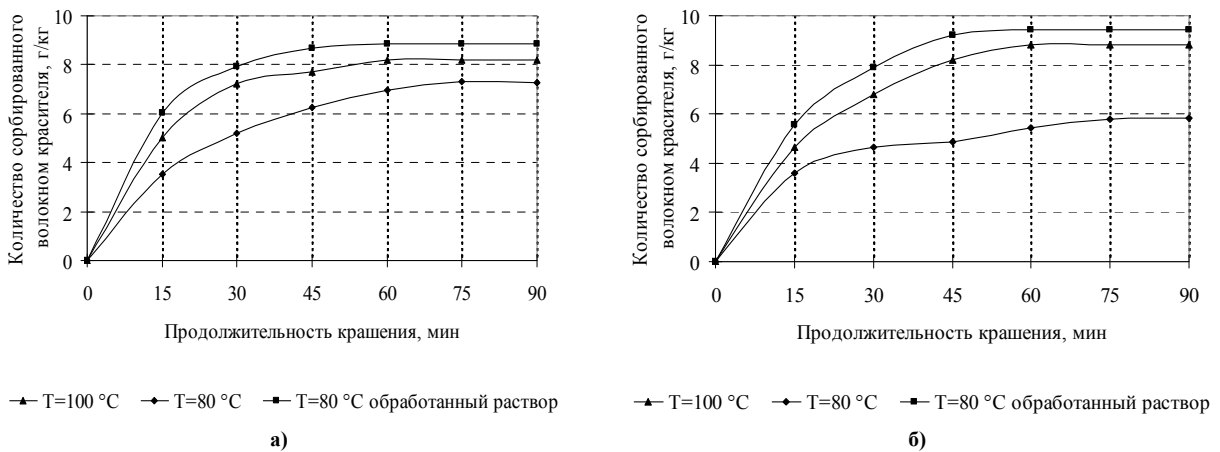 Количество сорбированного
волокном красителя, г/кг
10
8
6
4
2
0
0 15 30 45 60 75 90
Продолжительность крашения, мин
T=100 °C T=80 °C T=80 °C обработанный раствор
а)
Количество сорбированного
волокном красителя, г/кг
10
8
6
4
2
0
0 15 30 45 60 75 90
Продолжительность крашения, мин
T=100 °C T=80 °C T=80 °C обработанный раствор
б)